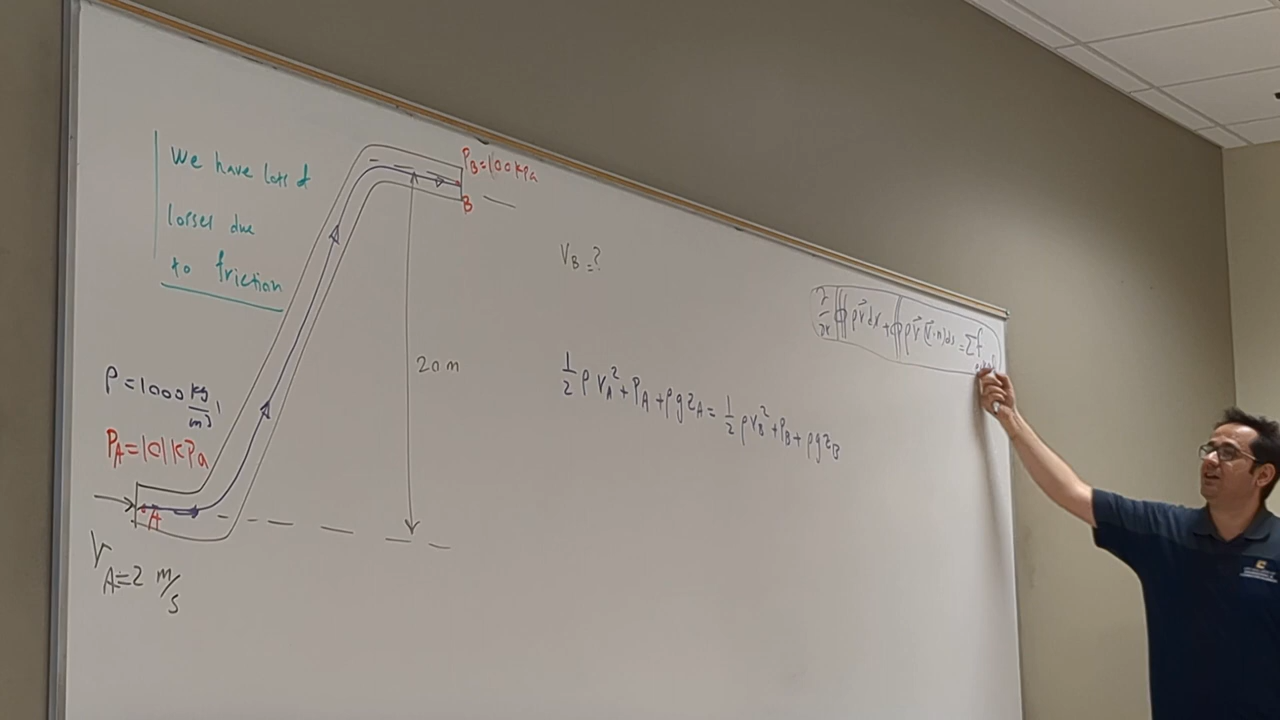 We have lots of
losses due
to friction
P_B=100kPa
B
V_B=?
20m
ρ=1000 kg/m³
P_A=101kPa
A
V_A=2 m/s
½ρV_A²+P_A+ρgz_A=½ρV_B²+P_B+ρgz_B